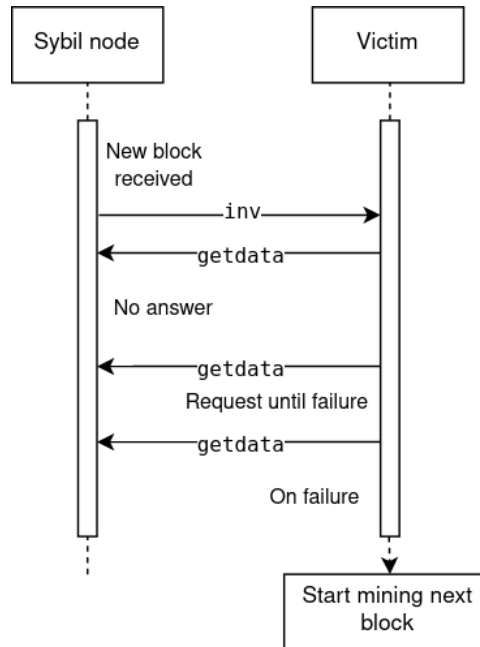 Sybil node
Victim
New block
received
inv
getdata
No answer
getdata
Request until failure
getdata
On failure
Start mining next
block